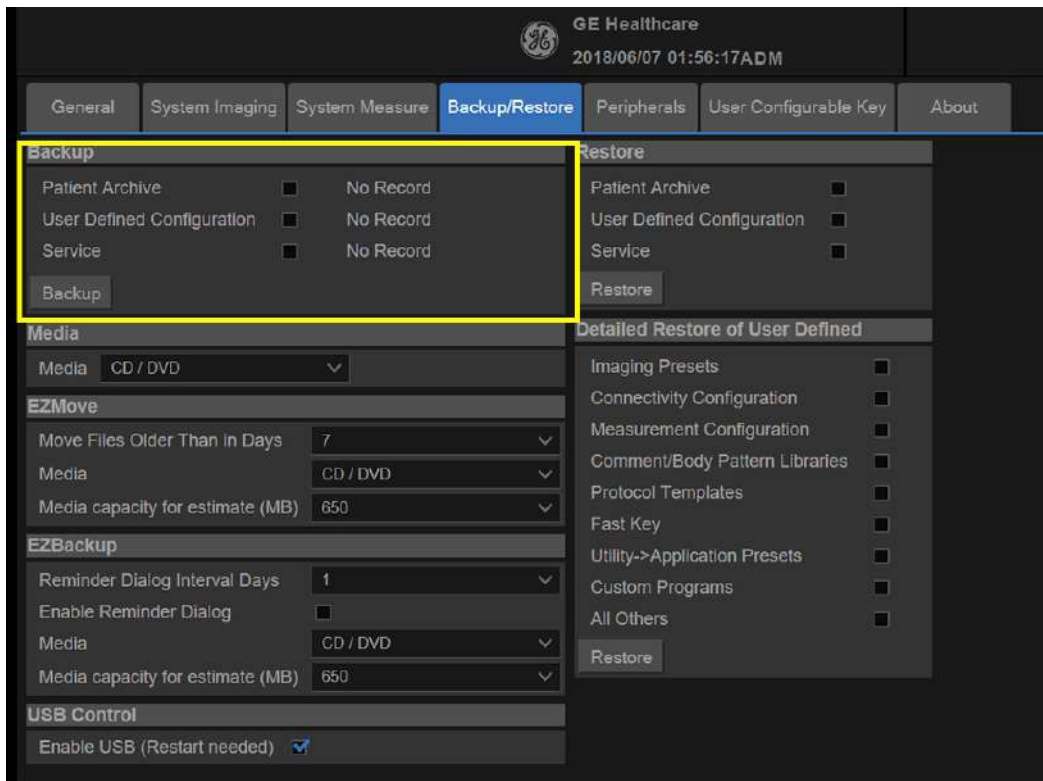 GE Healthcare
2018/06/07 01:56:17ADM
General System Imaging System Measure Backup/Restore Peripherals User Configurable Key About
Backup
Patient Archive No Record
User Defined Configuration No Record
Service No Record
Backup
Media
Media CD / DVD
EZMove
Move Files Older Than in Days 7
Media CD / DVD
Media capacity for estimate (MB) 650
EZBackup
Reminder Dialog Interval Days 1
Enable Reminder Dialog
Media CD / DVD
Media capacity for estimate (MB) 650
USB Control
Enable USB (Restart needed)
Restore
Patient Archive
User Defined Configuration
Service
Restore
Detailed Restore of User Defined
Imaging Presets
Connectivity Configuration
Measurement Configuration
Comment/Body Pattern Libraries
Protocol Templates
Fast Key
Utility->Application Presets
Custom Programs
All Others
Restore